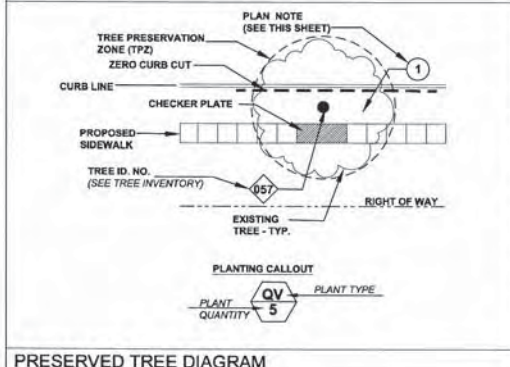 PLAN NOTE
(SEE THIS SHEET)
TREE PRESERVATION
ZONE (TPZ)
ZERO CURB CUT
1
CURB LINE
CHECKER PLATE
PROPOSED
SIDEWALK
TREE ID. NO.
(SEE TREE INVENTORY)
057
RIGHT OF WAY
EXISTING
TREE - TYP.
PLANTING CALLOUT
QV
PLANT TYPE
PLANT
QUANTITY
5
PRESERVED TREE DIAGRAM